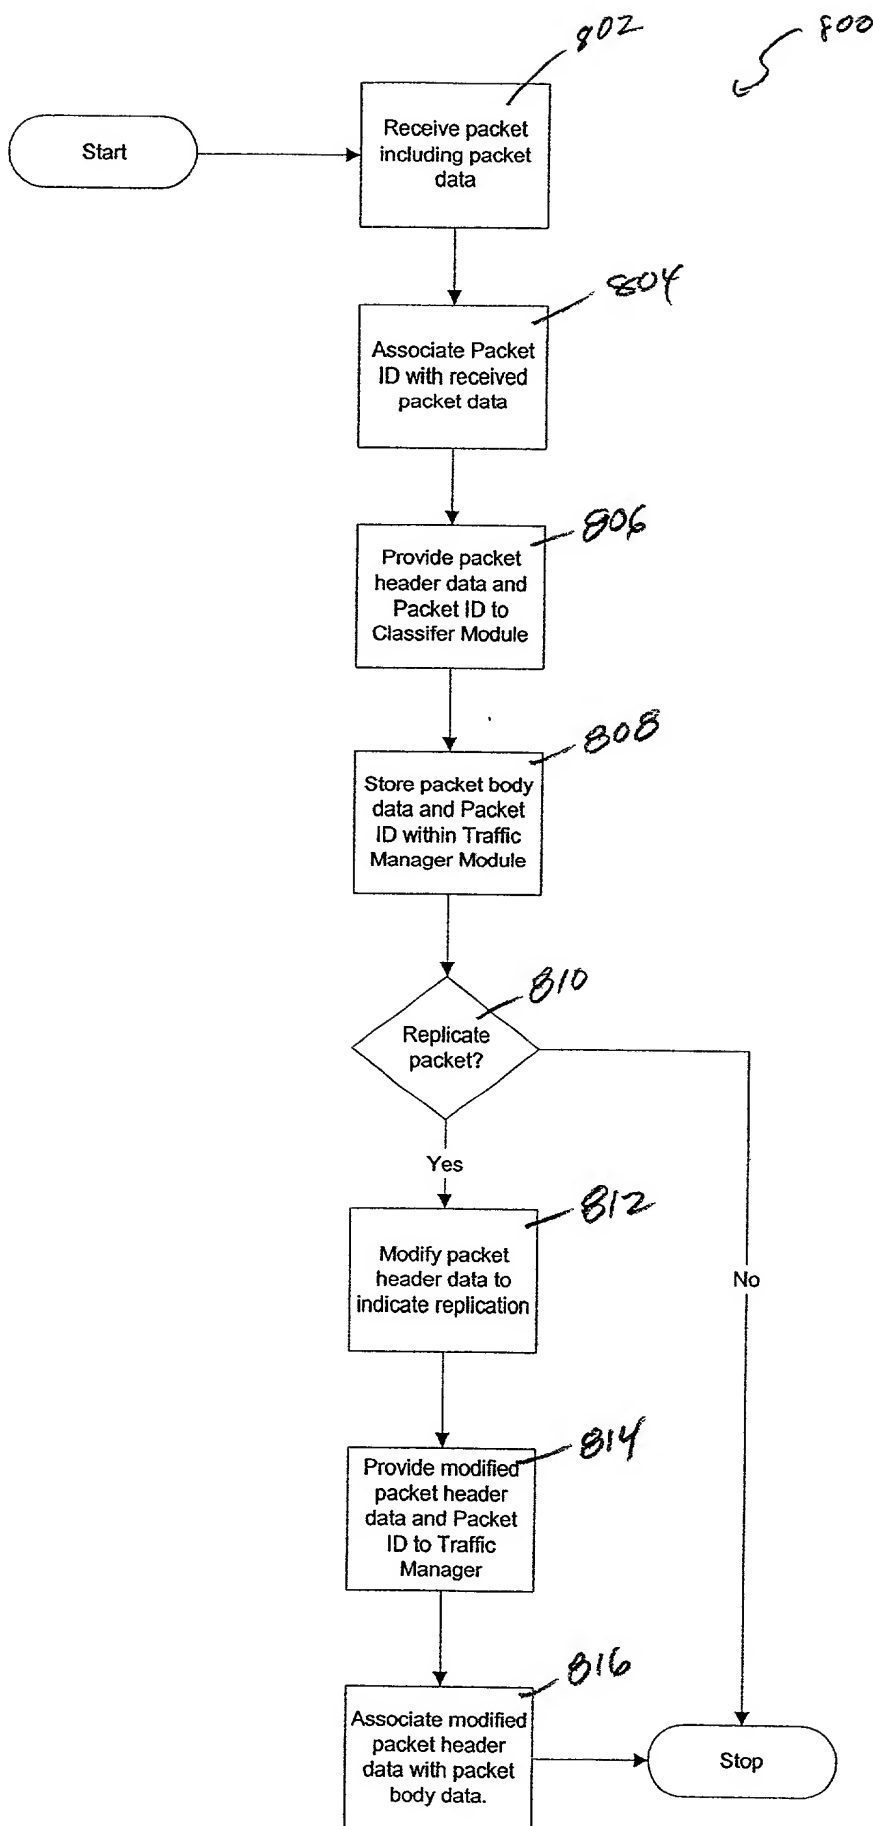 802
800
Start
Receive packet
including packet
data
804
Associate Packet
ID with received
packet data
806
Provide packet
header data and
Packet ID to
Classifer Module
808
Store packet body
data and Packet
ID within Traffic
Manager Module
810
Replicate
packet?
Yes
812
Modify packet
header data to
indicate replication
No
814
Provide modified
packet header
data and Packet
ID to Traffic
Manager
816
Associate modified
packet header
data with packet
body data.
Stop